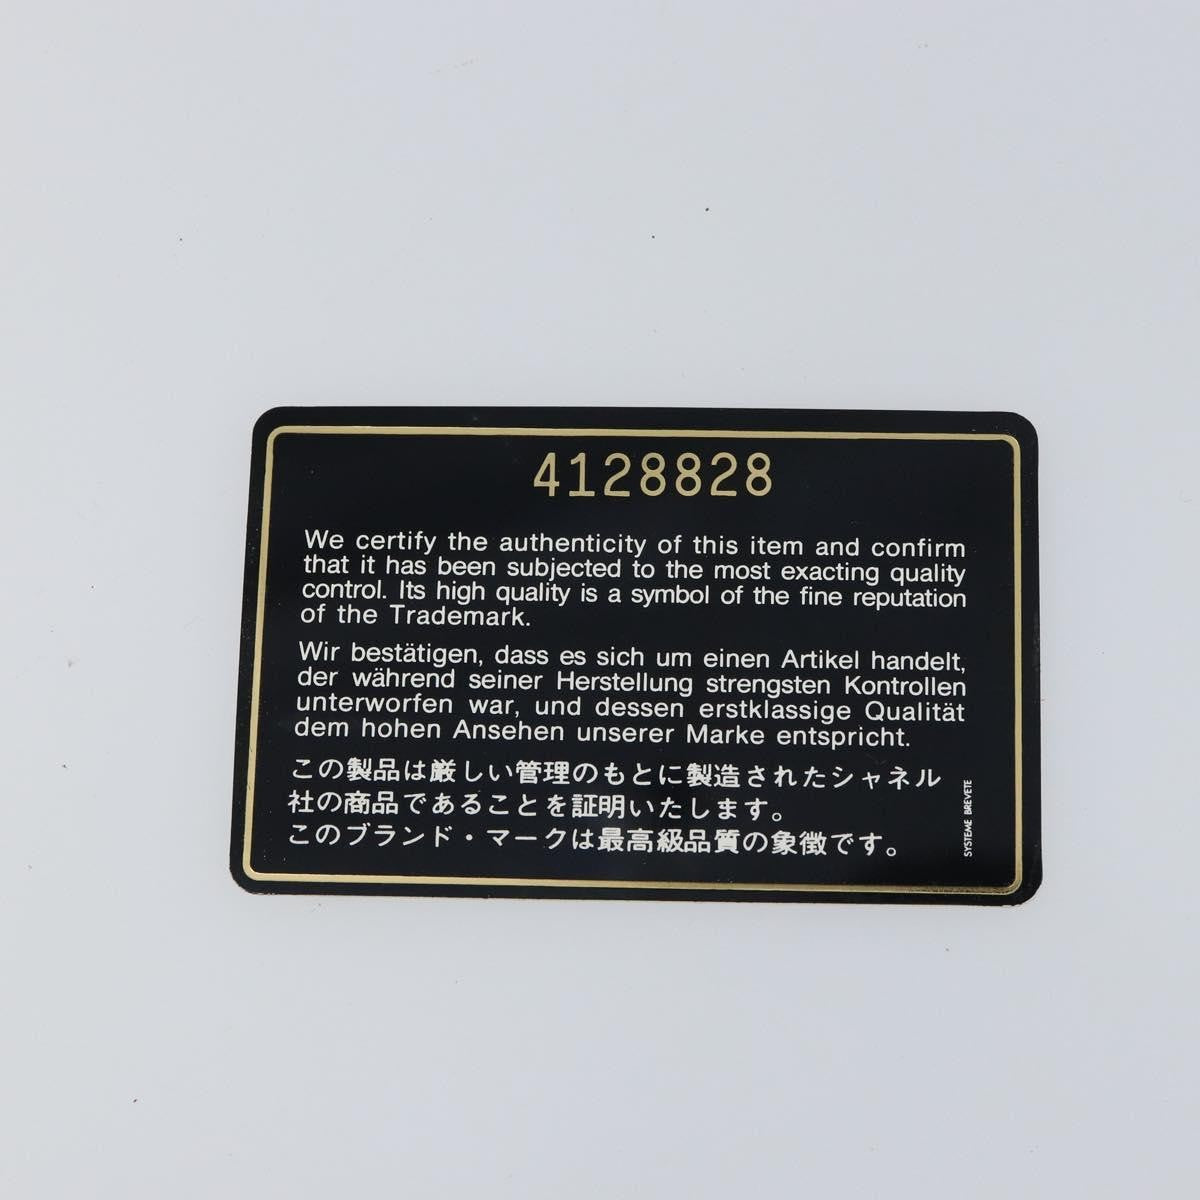 4128828
We certify the authenticity of this item and confirm
that it has been subjected to the most exacting quality
control. Its high quality is a symbol of the fine reputation
of the Trademark.
Wir bestätigen, dass es sich um einen Artikel handelt,
der während seiner Herstellung strengsten Kontrollen
unterworfen war, und dessen erstklassige Qualität
dem hohen Ansehen unserer Marke entspricht.
この製品は厳しい管理のもとに製造されたシャネル
社の商品であることを証明いたします。
このブランド・マークは最高級品質の象徴です。
SYSTEME BREVETE